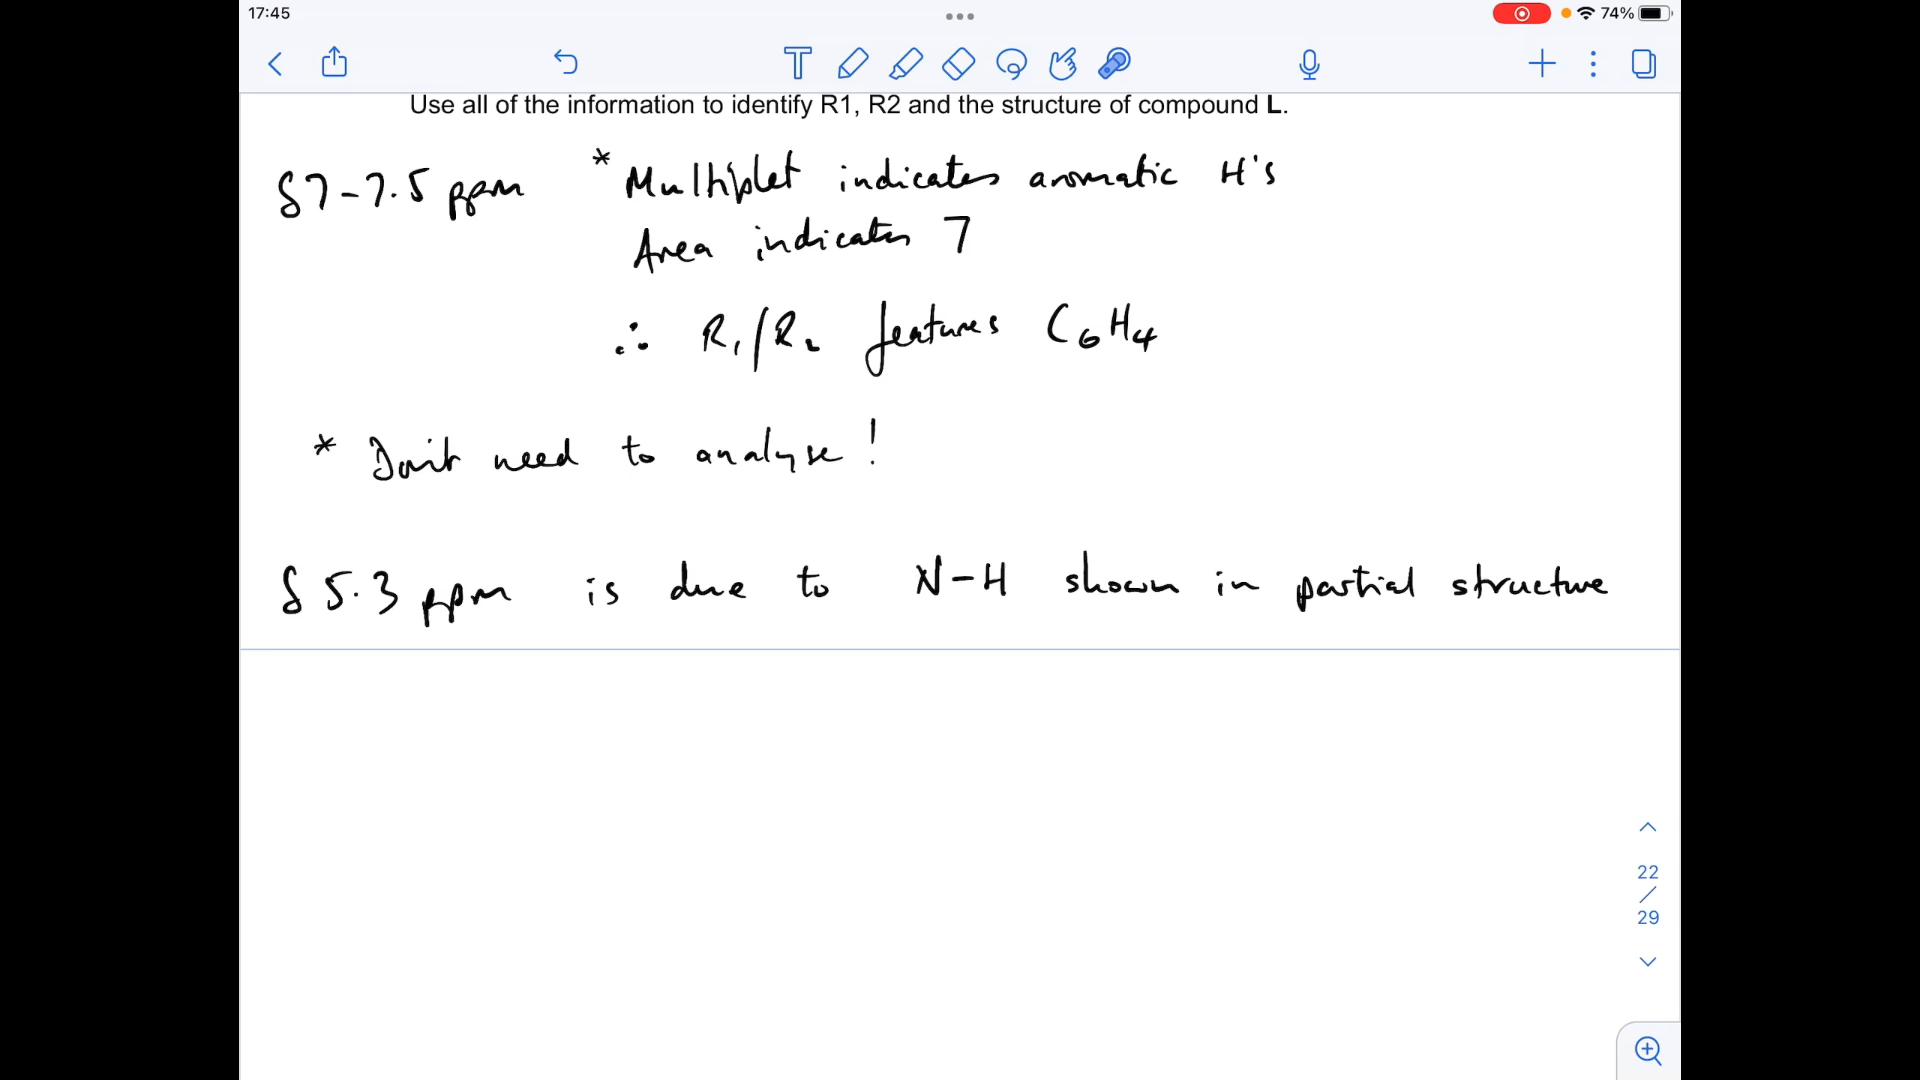 17:45
74%
Use all of the information to identify R1, R2 and the structure of compound L.
δ 7-7.5 ppm * Multiplet indicates aromatic H's
Area indicates 7
∴ R₁/R₂ features C₆H₄
* Don't need to analyse!
δ 5.3 ppm is due to N-H shown in partial structure
22
/
29